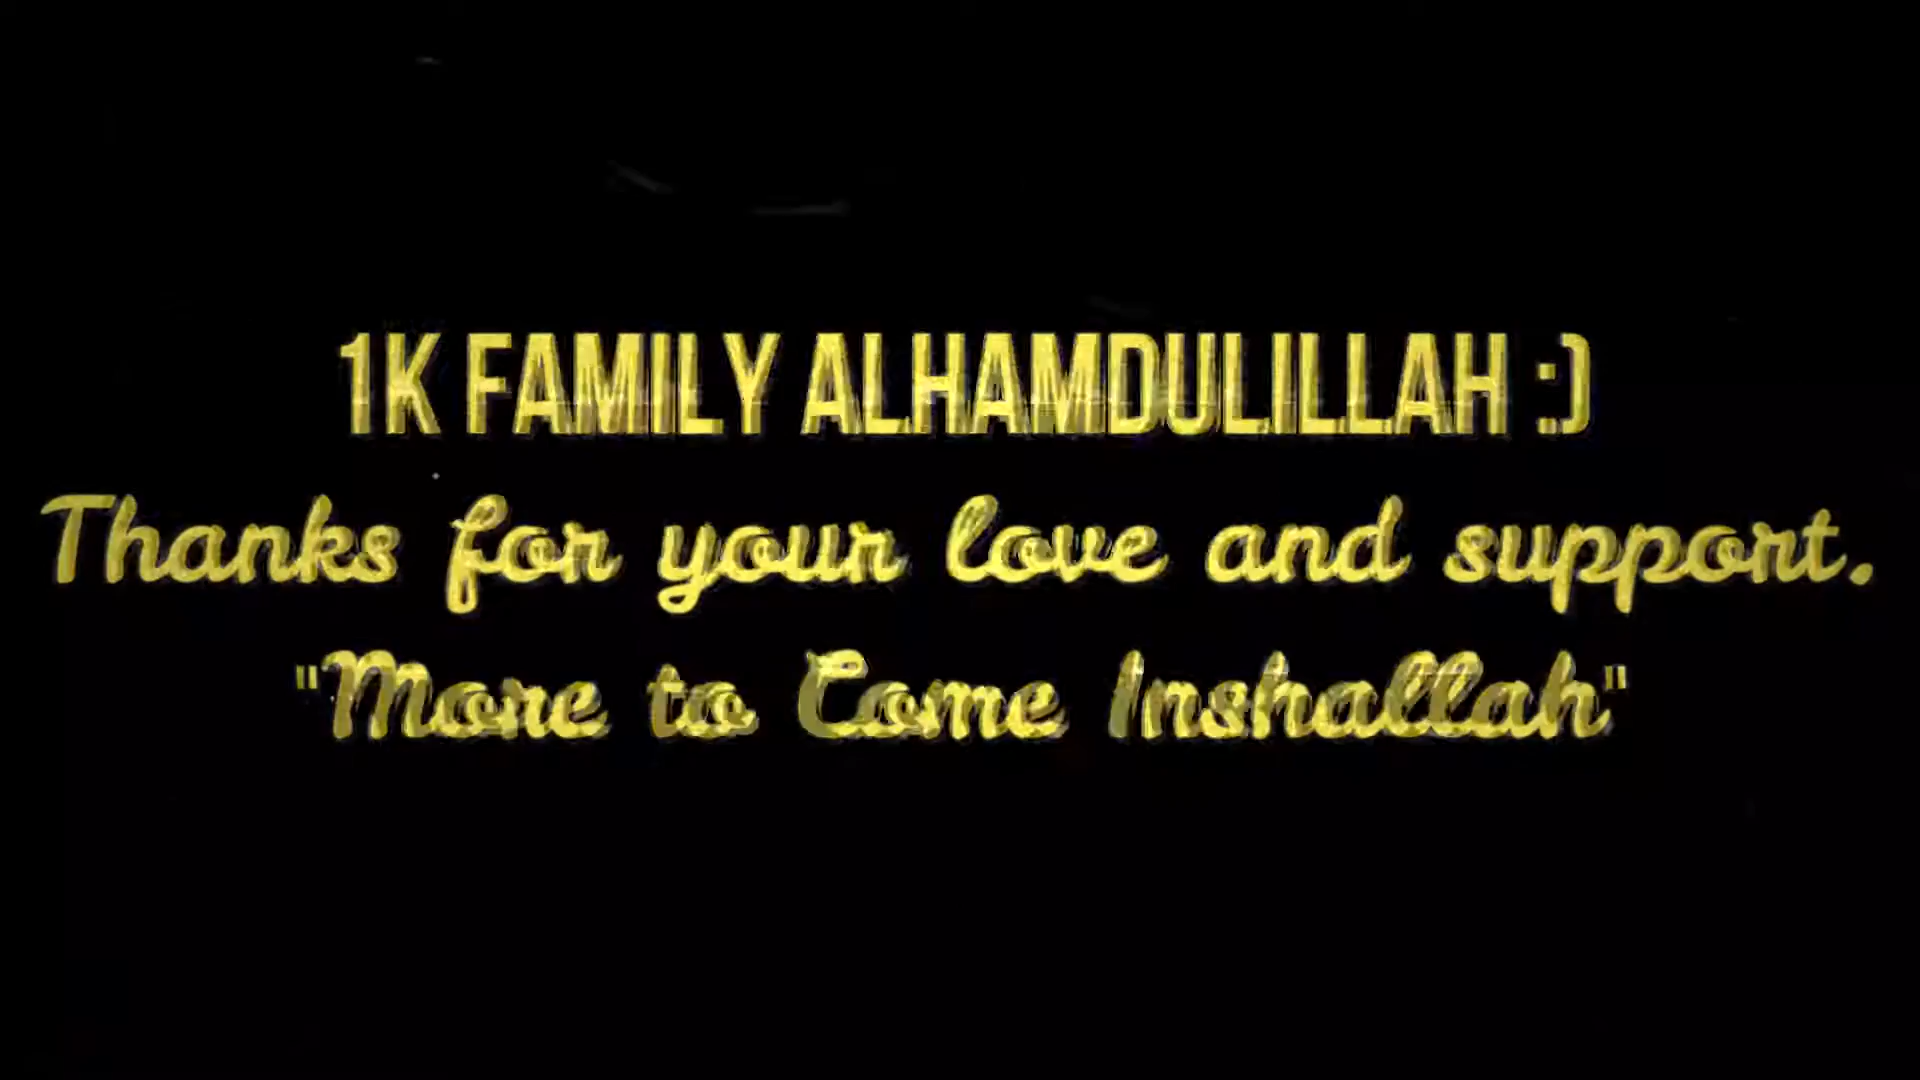 1K FAMILY ALHAMDULILLAH :)
Thanks for your love and support.
"More to Come Inshallah"